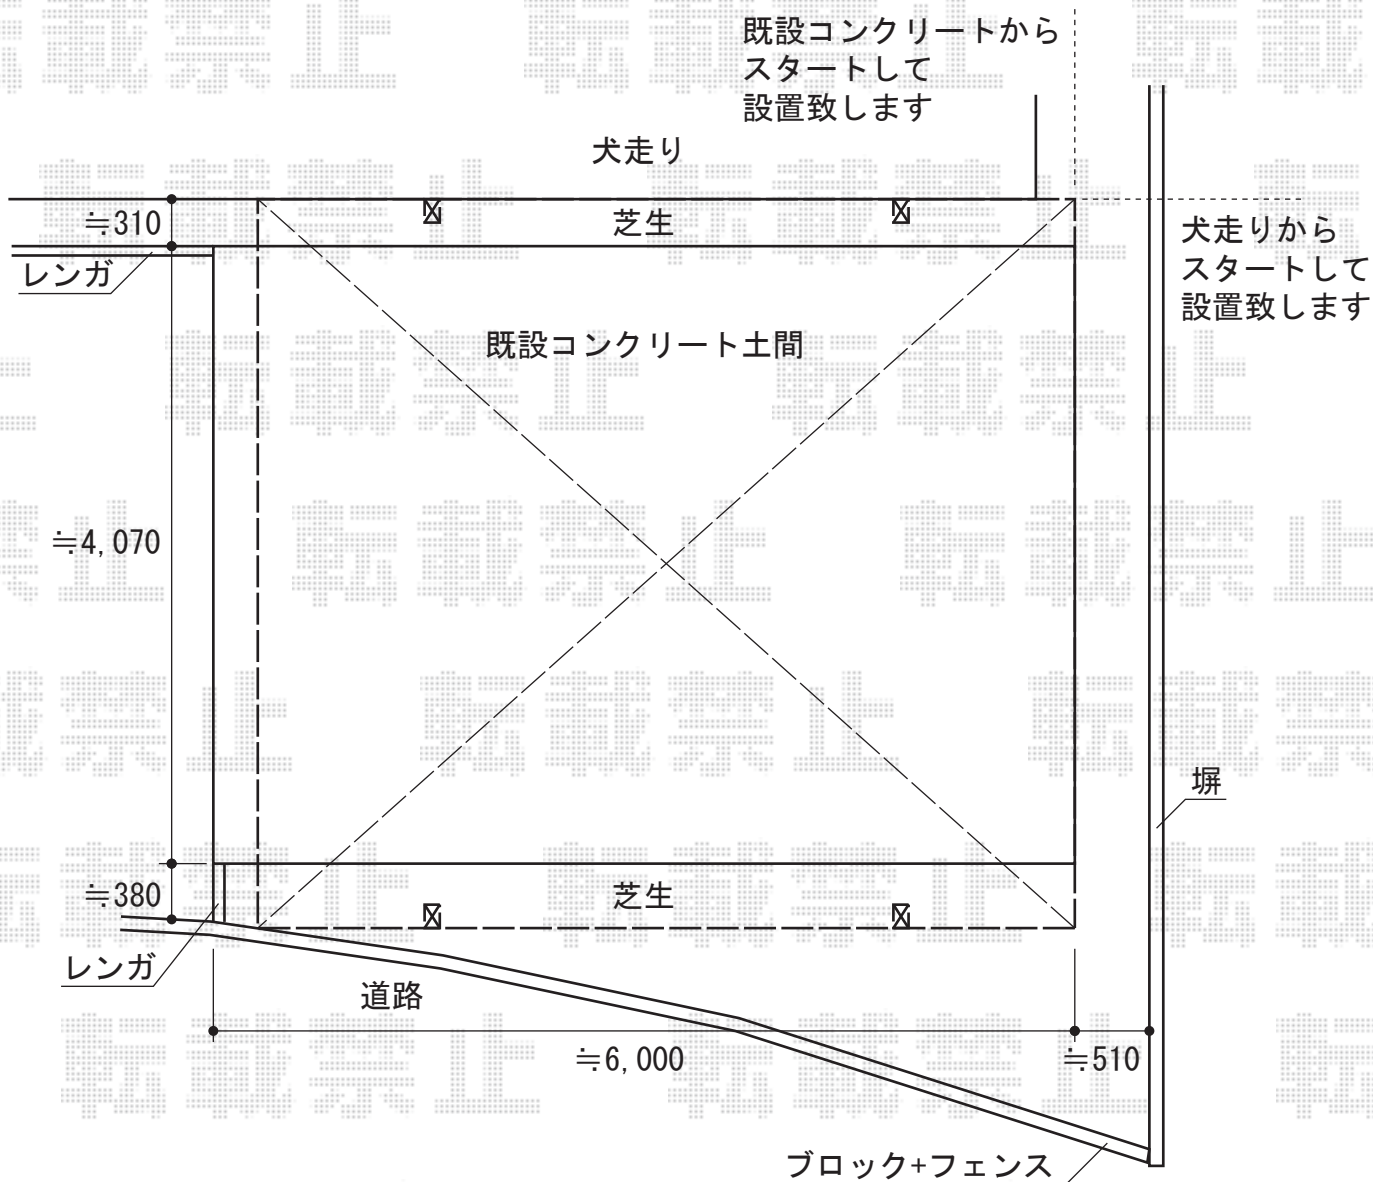 既設コンクリートから
スタートして
設置致します
犬走り
≒310
芝生
犬走りから
スタートして
設置致します
レンガ
既設コンクリート土間
≒4,070
塀
≒380
芝生
レンガ
道路
≒6,000
≒510
ブロック+フェンス
転載禁止